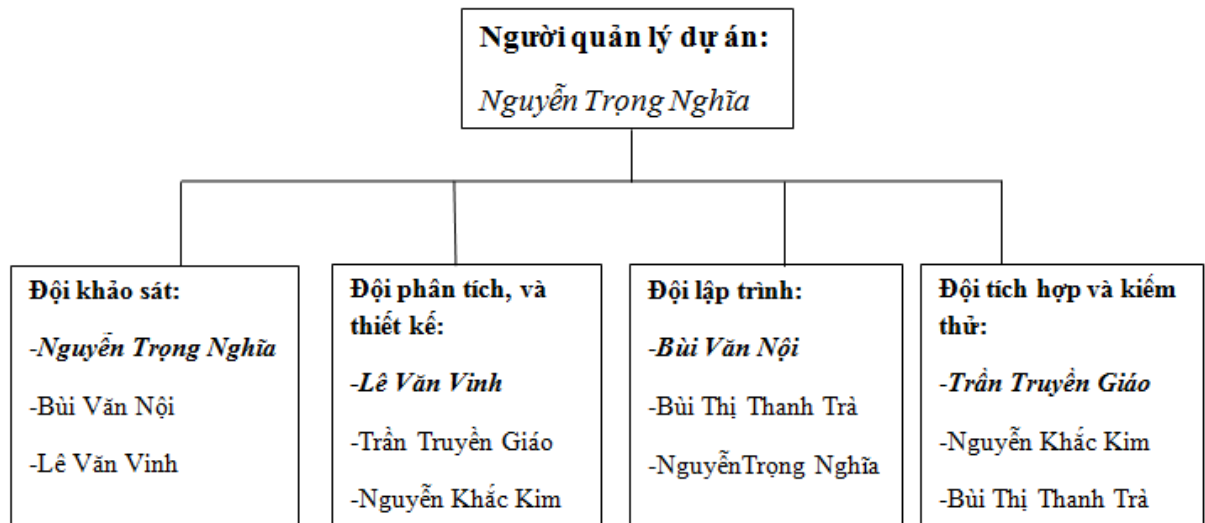 Người quản lý dự án:
Nguyễn Trọng Nghĩa
Đội khảo sát:
-Nguyễn Trọng Nghĩa
-Bùi Văn Nội
-Lê Văn Vinh
Đội phân tích, và
thiết kế:
-Lê Văn Vinh
-Trần Truyền Giáo
-Nguyễn Khắc Kim
Đội lập trình:
-Bùi Văn Nội
-Bùi Thị Thanh Trà
-NguyễnTrọng Nghĩa
Đội tích hợp và kiếm
thử:
-Trần Truyền Giáo
-Nguyễn Khắc Kim
-Bùi Thị Thanh Trà